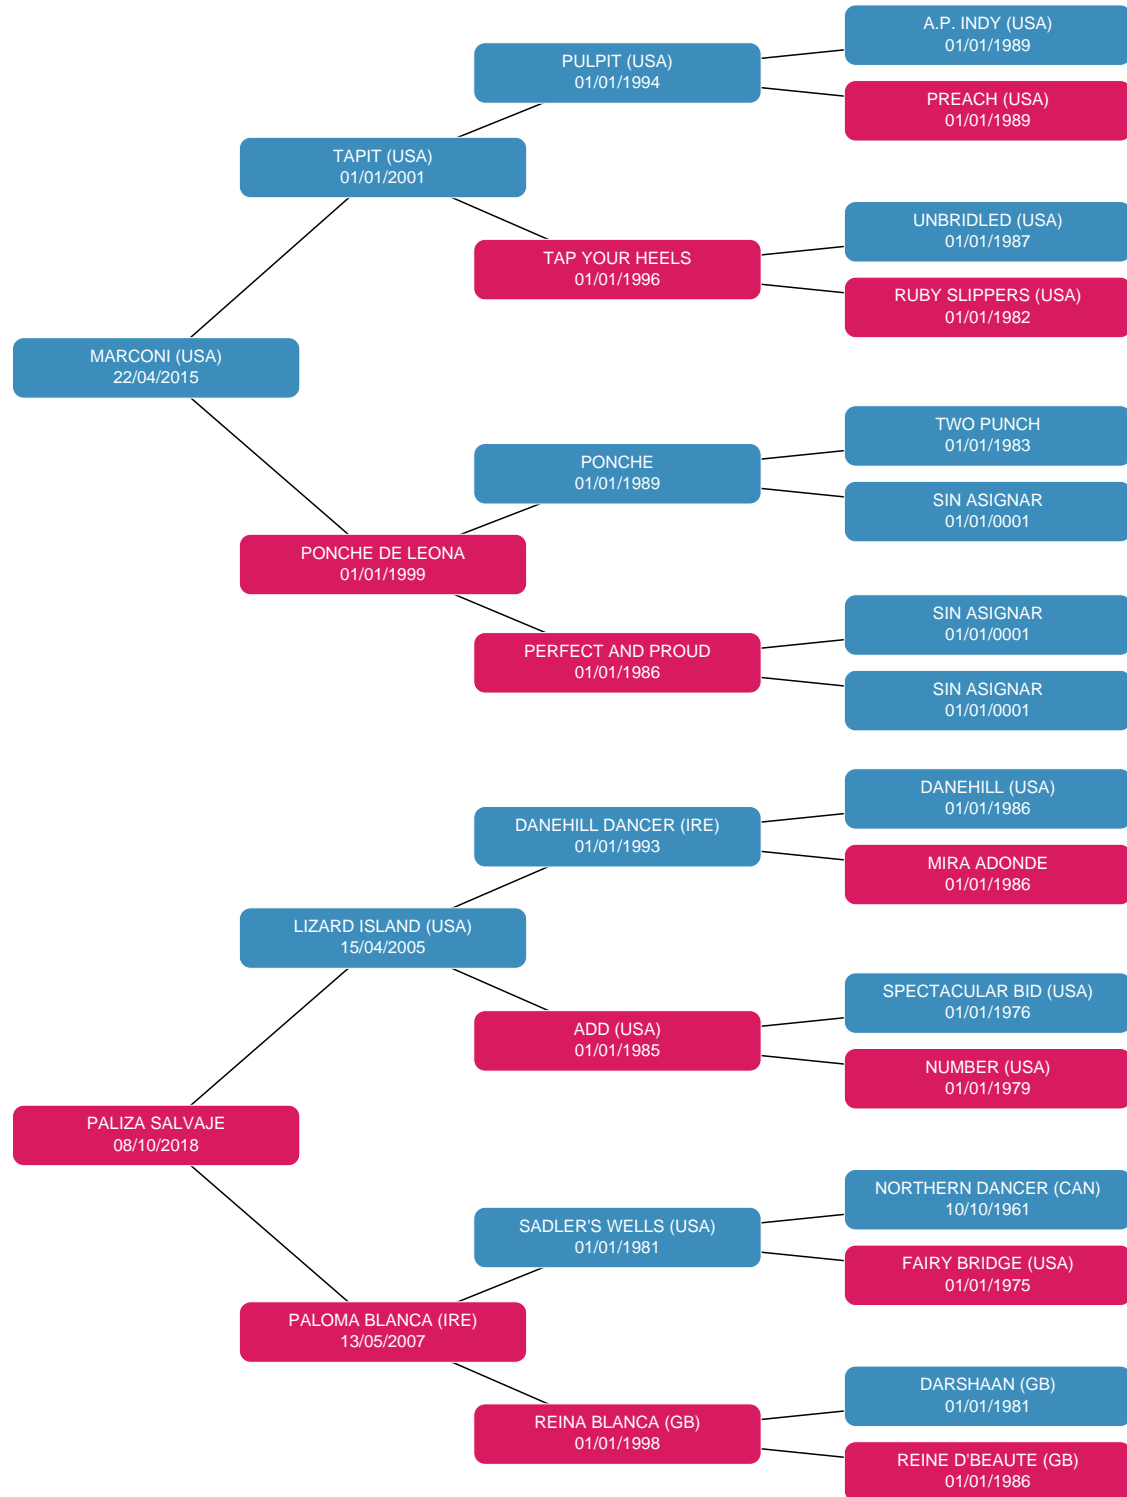 A.P. INDY (USA)
01/01/1989
PULPIT (USA)
01/01/1994
PREACH (USA)
01/01/1989
TAPIT (USA)
01/01/2001
UNBRIDLED (USA)
01/01/1987
TAP YOUR HEELS
01/01/1996
RUBY SLIPPERS (USA)
01/01/1982
MARCONI (USA)
22/04/2015
TWO PUNCH
01/01/1983
PONCHE
01/01/1989
SIN ASIGNAR
01/01/0001
PONCHE DE LEONA
01/01/1999
SIN ASIGNAR
01/01/0001
PERFECT AND PROUD
01/01/1986
SIN ASIGNAR
01/01/0001
DANEHILL (USA)
01/01/1986
DANEHILL DANCER (IRE)
01/01/1993
MIRA ADONDE
01/01/1986
LIZARD ISLAND (USA)
15/04/2005
SPECTACULAR BID (USA)
01/01/1976
ADD (USA)
01/01/1985
NUMBER (USA)
01/01/1979
PALIZA SALVAJE
08/10/2018
NORTHERN DANCER (CAN)
10/10/1961
SADLER'S WELLS (USA)
01/01/1981
FAIRY BRIDGE (USA)
01/01/1975
PALOMA BLANCA (IRE)
13/05/2007
DARSHAAN (GB)
01/01/1981
REINA BLANCA (GB)
01/01/1998
REINE D'BEAUTE (GB)
01/01/1986